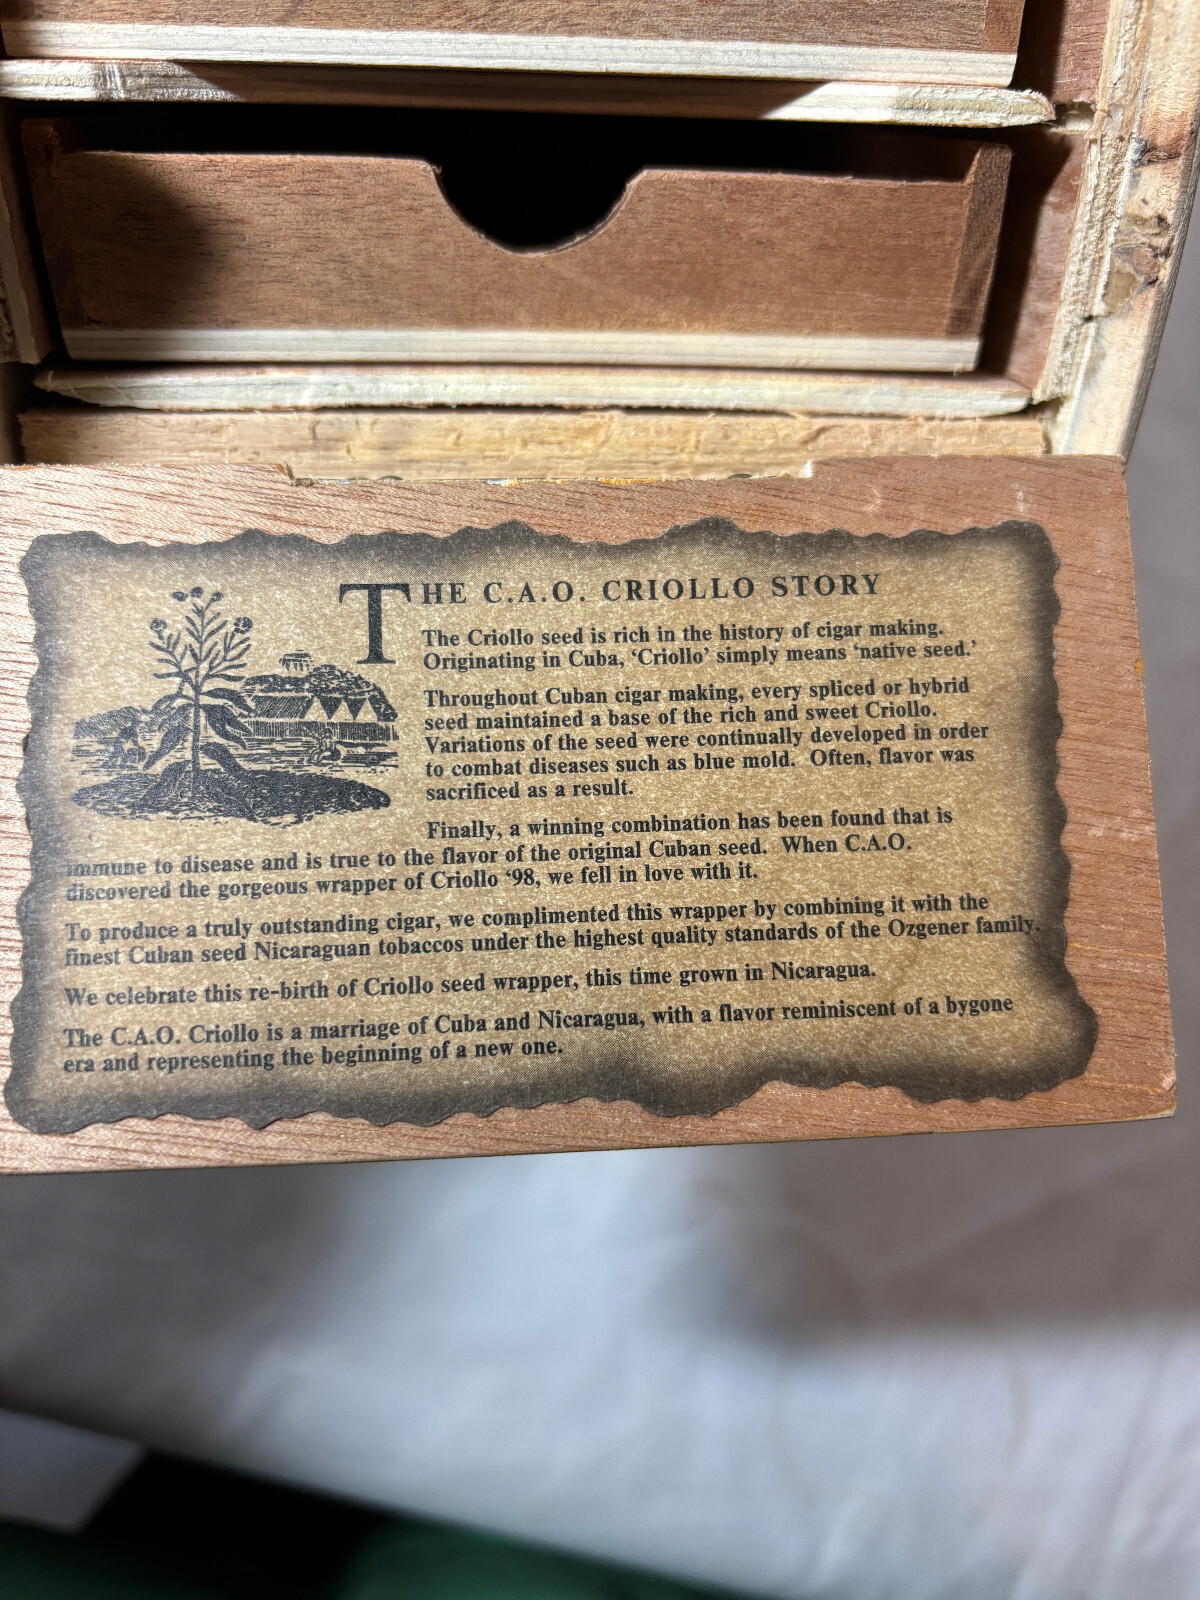 THE C.A.O. CRIOLLO STORY
The Criollo seed is rich in the history of cigar making.
Originating in Cuba, ‘Criollo’ simply means ‘native seed.’
Throughout Cuban cigar making, every spliced or hybrid
seed maintained a base of the rich and sweet Criollo.
Variations of the seed were continually developed in order
to combat diseases such as blue mold. Often, flavor was
sacrificed as a result.
Finally, a winning combination has been found that is
immune to disease and is true to the flavor of the original Cuban seed. When C.A.O.
discovered the gorgeous wrapper of Criollo ‘98, we fell in love with it.
To produce a truly outstanding cigar, we complimented this wrapper by combining it with the
finest Cuban seed Nicaraguan tobaccos under the highest quality standards of the Ozgener family.
We celebrate this re-birth of Criollo seed wrapper, this time grown in Nicaragua.
The C.A.O. Criollo is a marriage of Cuba and Nicaragua, with a flavor reminiscent of a bygone
era and representing the beginning of a new one.